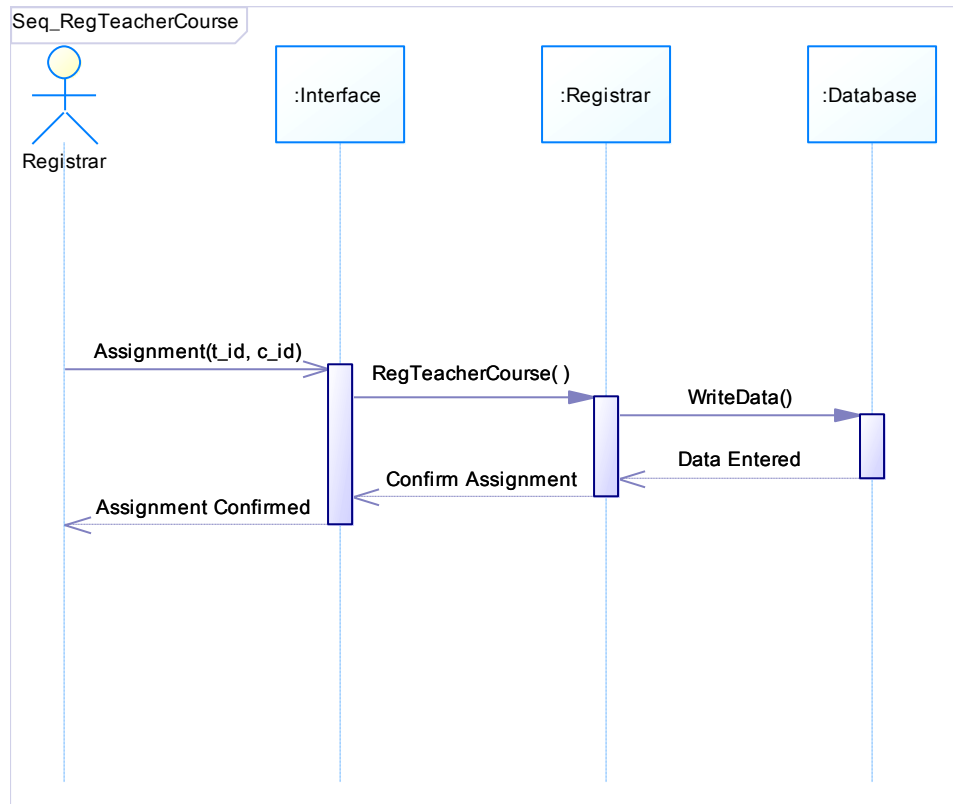 Seq_RegTeacherCourse
:Interface
:Registrar
:Database
Registrar
Assignment(t_id, c_id)
RegTeacherCourse( )
WriteData()
Data Entered
Confirm Assignment
Assignment Confirmed